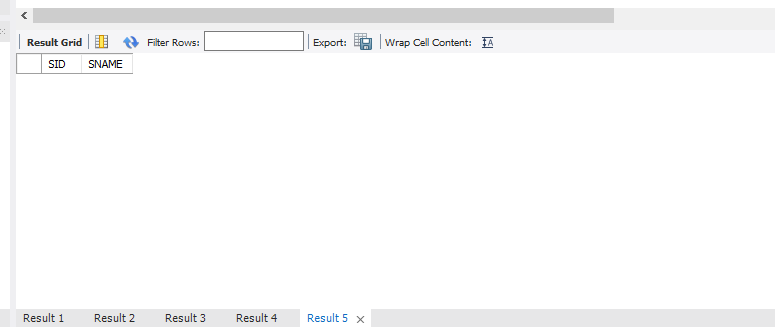 Result Grid Filter Rows: Export: Wrap Cell Content:
SID SNAME
Result 1 Result 2 Result 3 Result 4 Result 5